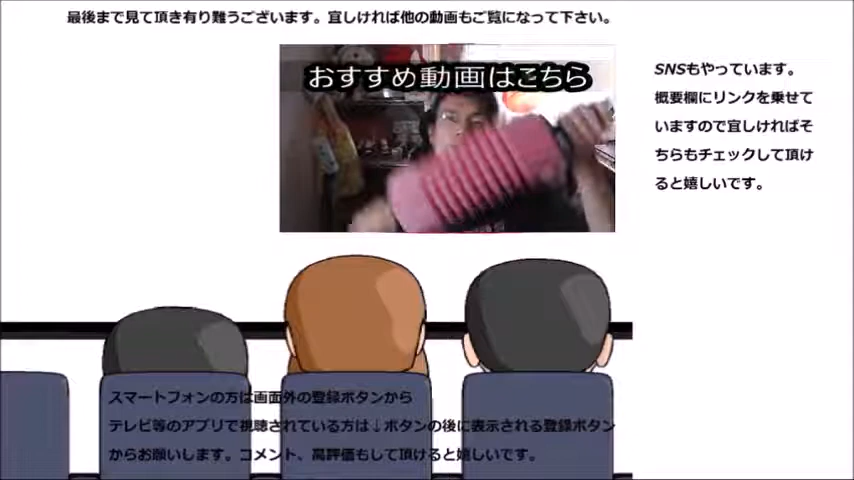 最後まで見て頂き有り難うございます。宜しければ他の動画もご覧になって下さい。
おすすめ動画はこちら
SNSもやっています。
概要欄にリンクを乗せて
いますので宜しければそ
ちらもチェックして頂け
ると嬉しいです。
スマートフォンの方は画面外の登録ボタンから
テレビ等のアプリで視聴されている方は↓ボタンの後に表示される登録ボタン
からお願いします。コメント、高評価もして頂けると嬉しいです。